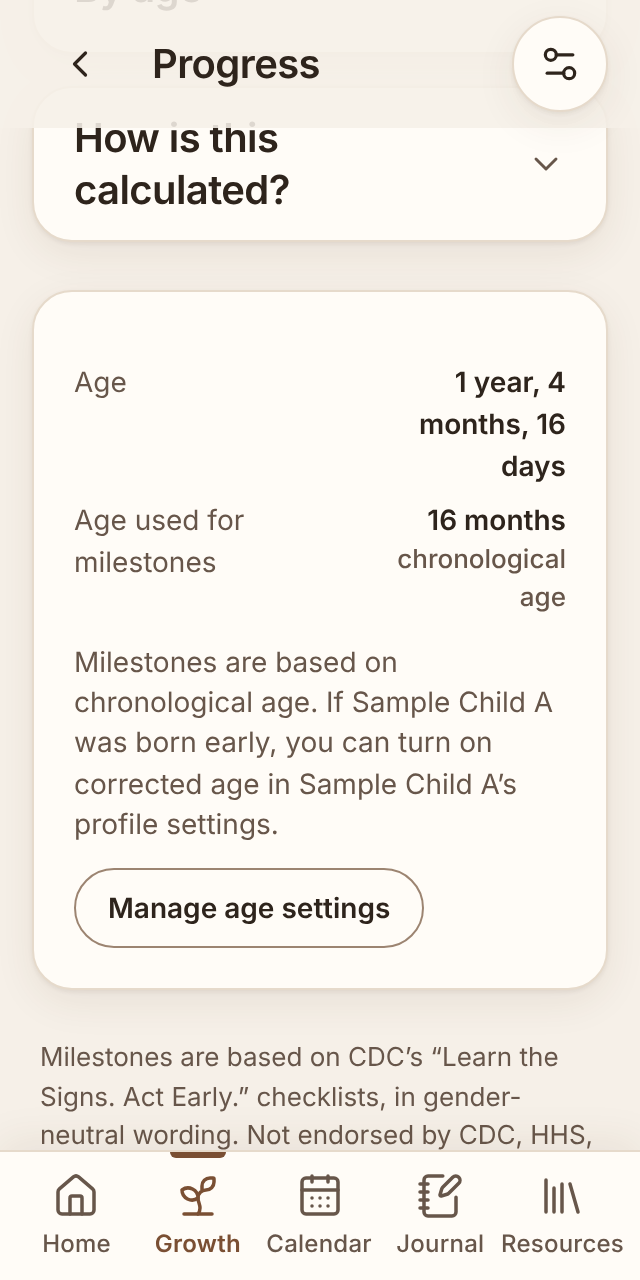 By age
Progress
How is this
calculated?
Age
1 year, 4
months, 16
days
Age used for
milestones
16 months
chronological
age
Milestones are based on
chronological age. If Sample Child A
was born early, you can turn on
corrected age in Sample Child A’s
profile settings.
Manage age settings
Milestones are based on CDC’s “Learn the
Signs. Act Early.” checklists, in gender-
neutral wording. Not endorsed by CDC, HHS,
Home
Growth
Calendar
Journal
Resources